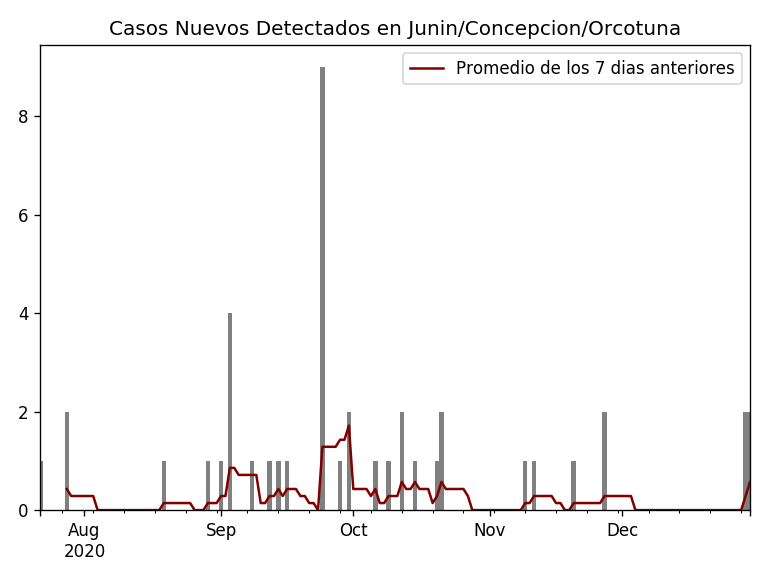 Casos Nuevos Detectados en Junin/Concepcion/Orcotuna
Promedio de los 7 dias anteriores
8
6
4
2
0
Aug Sep Oct Nov Dec
2020